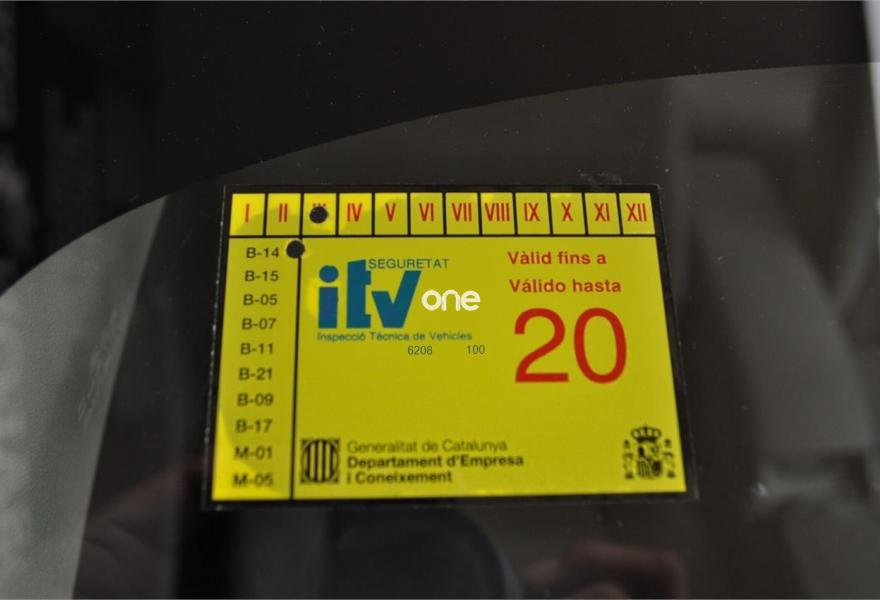 I II III IV V VI VII VIII IX X XI XII
B-14
B-15
B-05
B-07
B-11
B-21
B-09
B-17
M-01
M-05
SEGURETAT
itv
one
Inspecció Tècnica de Vehicles
6208 100
Vàlid fins a
Válido hasta
20
Generalitat de Catalunya
Departament d'Empresa
i Coneixement